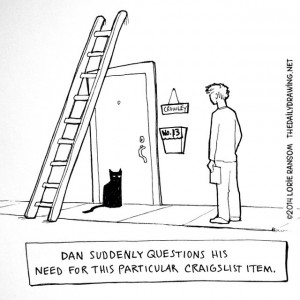 CROWLEY
No. 13
DAN SUDDENLY QUESTIONS HIS
NEED FOR THIS PARTICULAR CRAIGSLIST ITEM.
©2014 LORIE RANSOM
THEDAILYDRAWING.NET